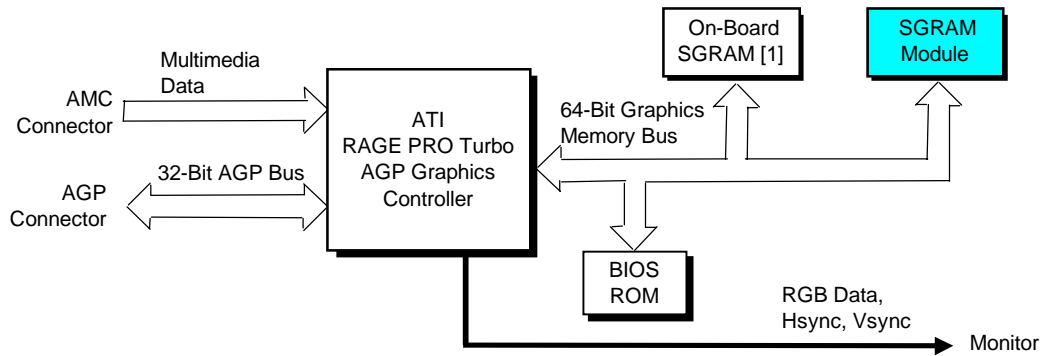 On-Board
SGRAM [1]
SGRAM
Module
Multimedia
Data
AMC
Connector
ATI
RAGE PRO Turbo
AGP Graphics
Controller
64-Bit Graphics
Memory Bus
32-Bit AGP Bus
AGP
Connector
BIOS
ROM
RGB Data,
Hsync, Vsync
Monitor